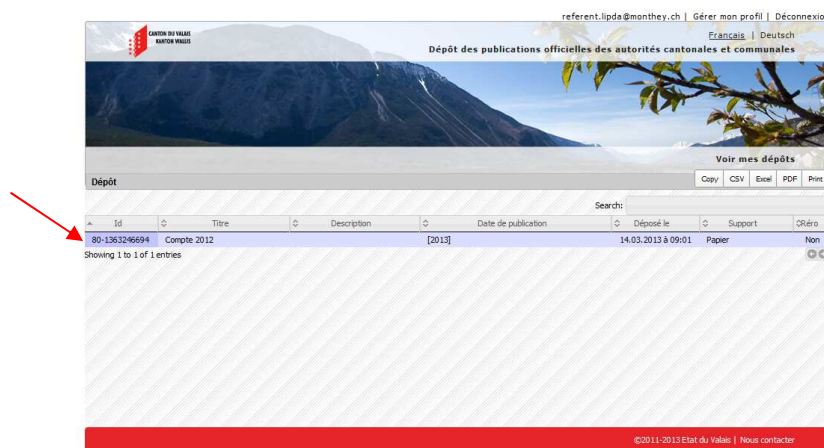 referent.lipda@monthey.ch | Gérer mon profil | Déconnexio
CANTON DU VALAIS
KANTON WALLIS
Français | Deutsch
Dépôt des publications officielles des autorités cantonales et communales
Voir mes dépôts
Dépôt Copy CSV Excel PDF Print
Search:
Id Titre Description Date de publication Déposé le Support Réro
80-1363246694 Compte 2012 [2013] 14.03.2013 à 09:01 Papier Non
Showing 1 to 1 of 1 entries
©2011-2013 Etat du Valais | Nous contacter